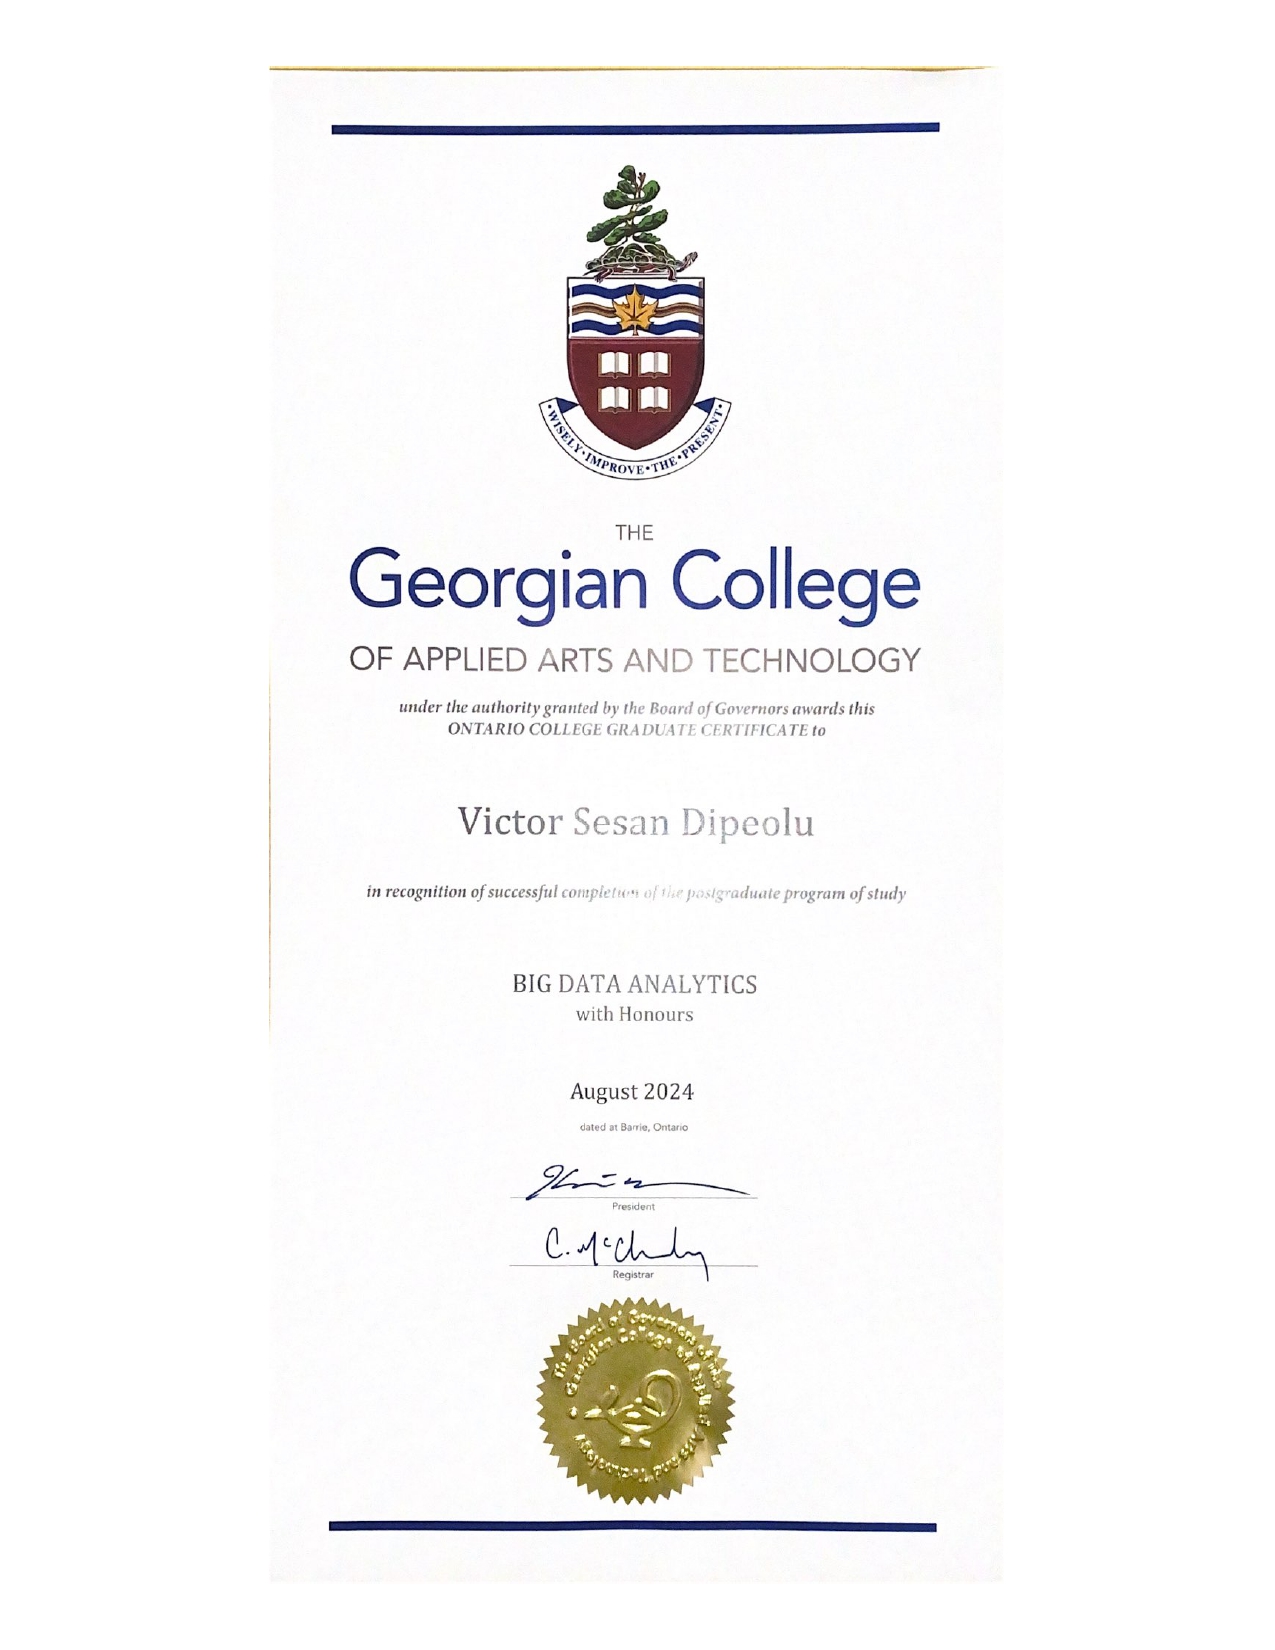 WISELY • IMPROVE • THE • PRESENT
THE
Georgian College
OF APPLIED ARTS AND TECHNOLOGY
under the authority granted by the Board of Governors awards this
ONTARIO COLLEGE GRADUATE CERTIFICATE to
Victor Sesan Dipeolu
in recognition of successful completion of the postgraduate program of study
BIG DATA ANALYTICS
with Honours
August 2024
dated at Barrie, Ontario
President
C. Mc
Registrar
The Board of Governors of the
Georgian College of Applied Arts
and Technology